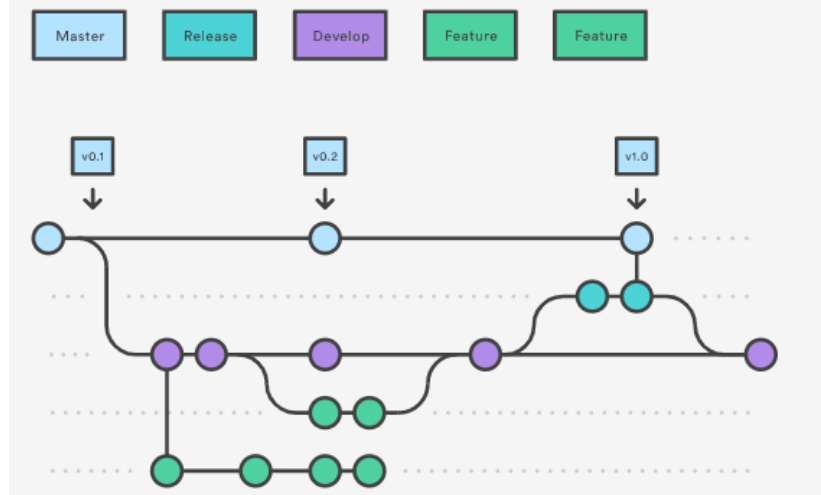 Master
Release
Develop
Feature
Feature
v0.1
v0.2
v1.0